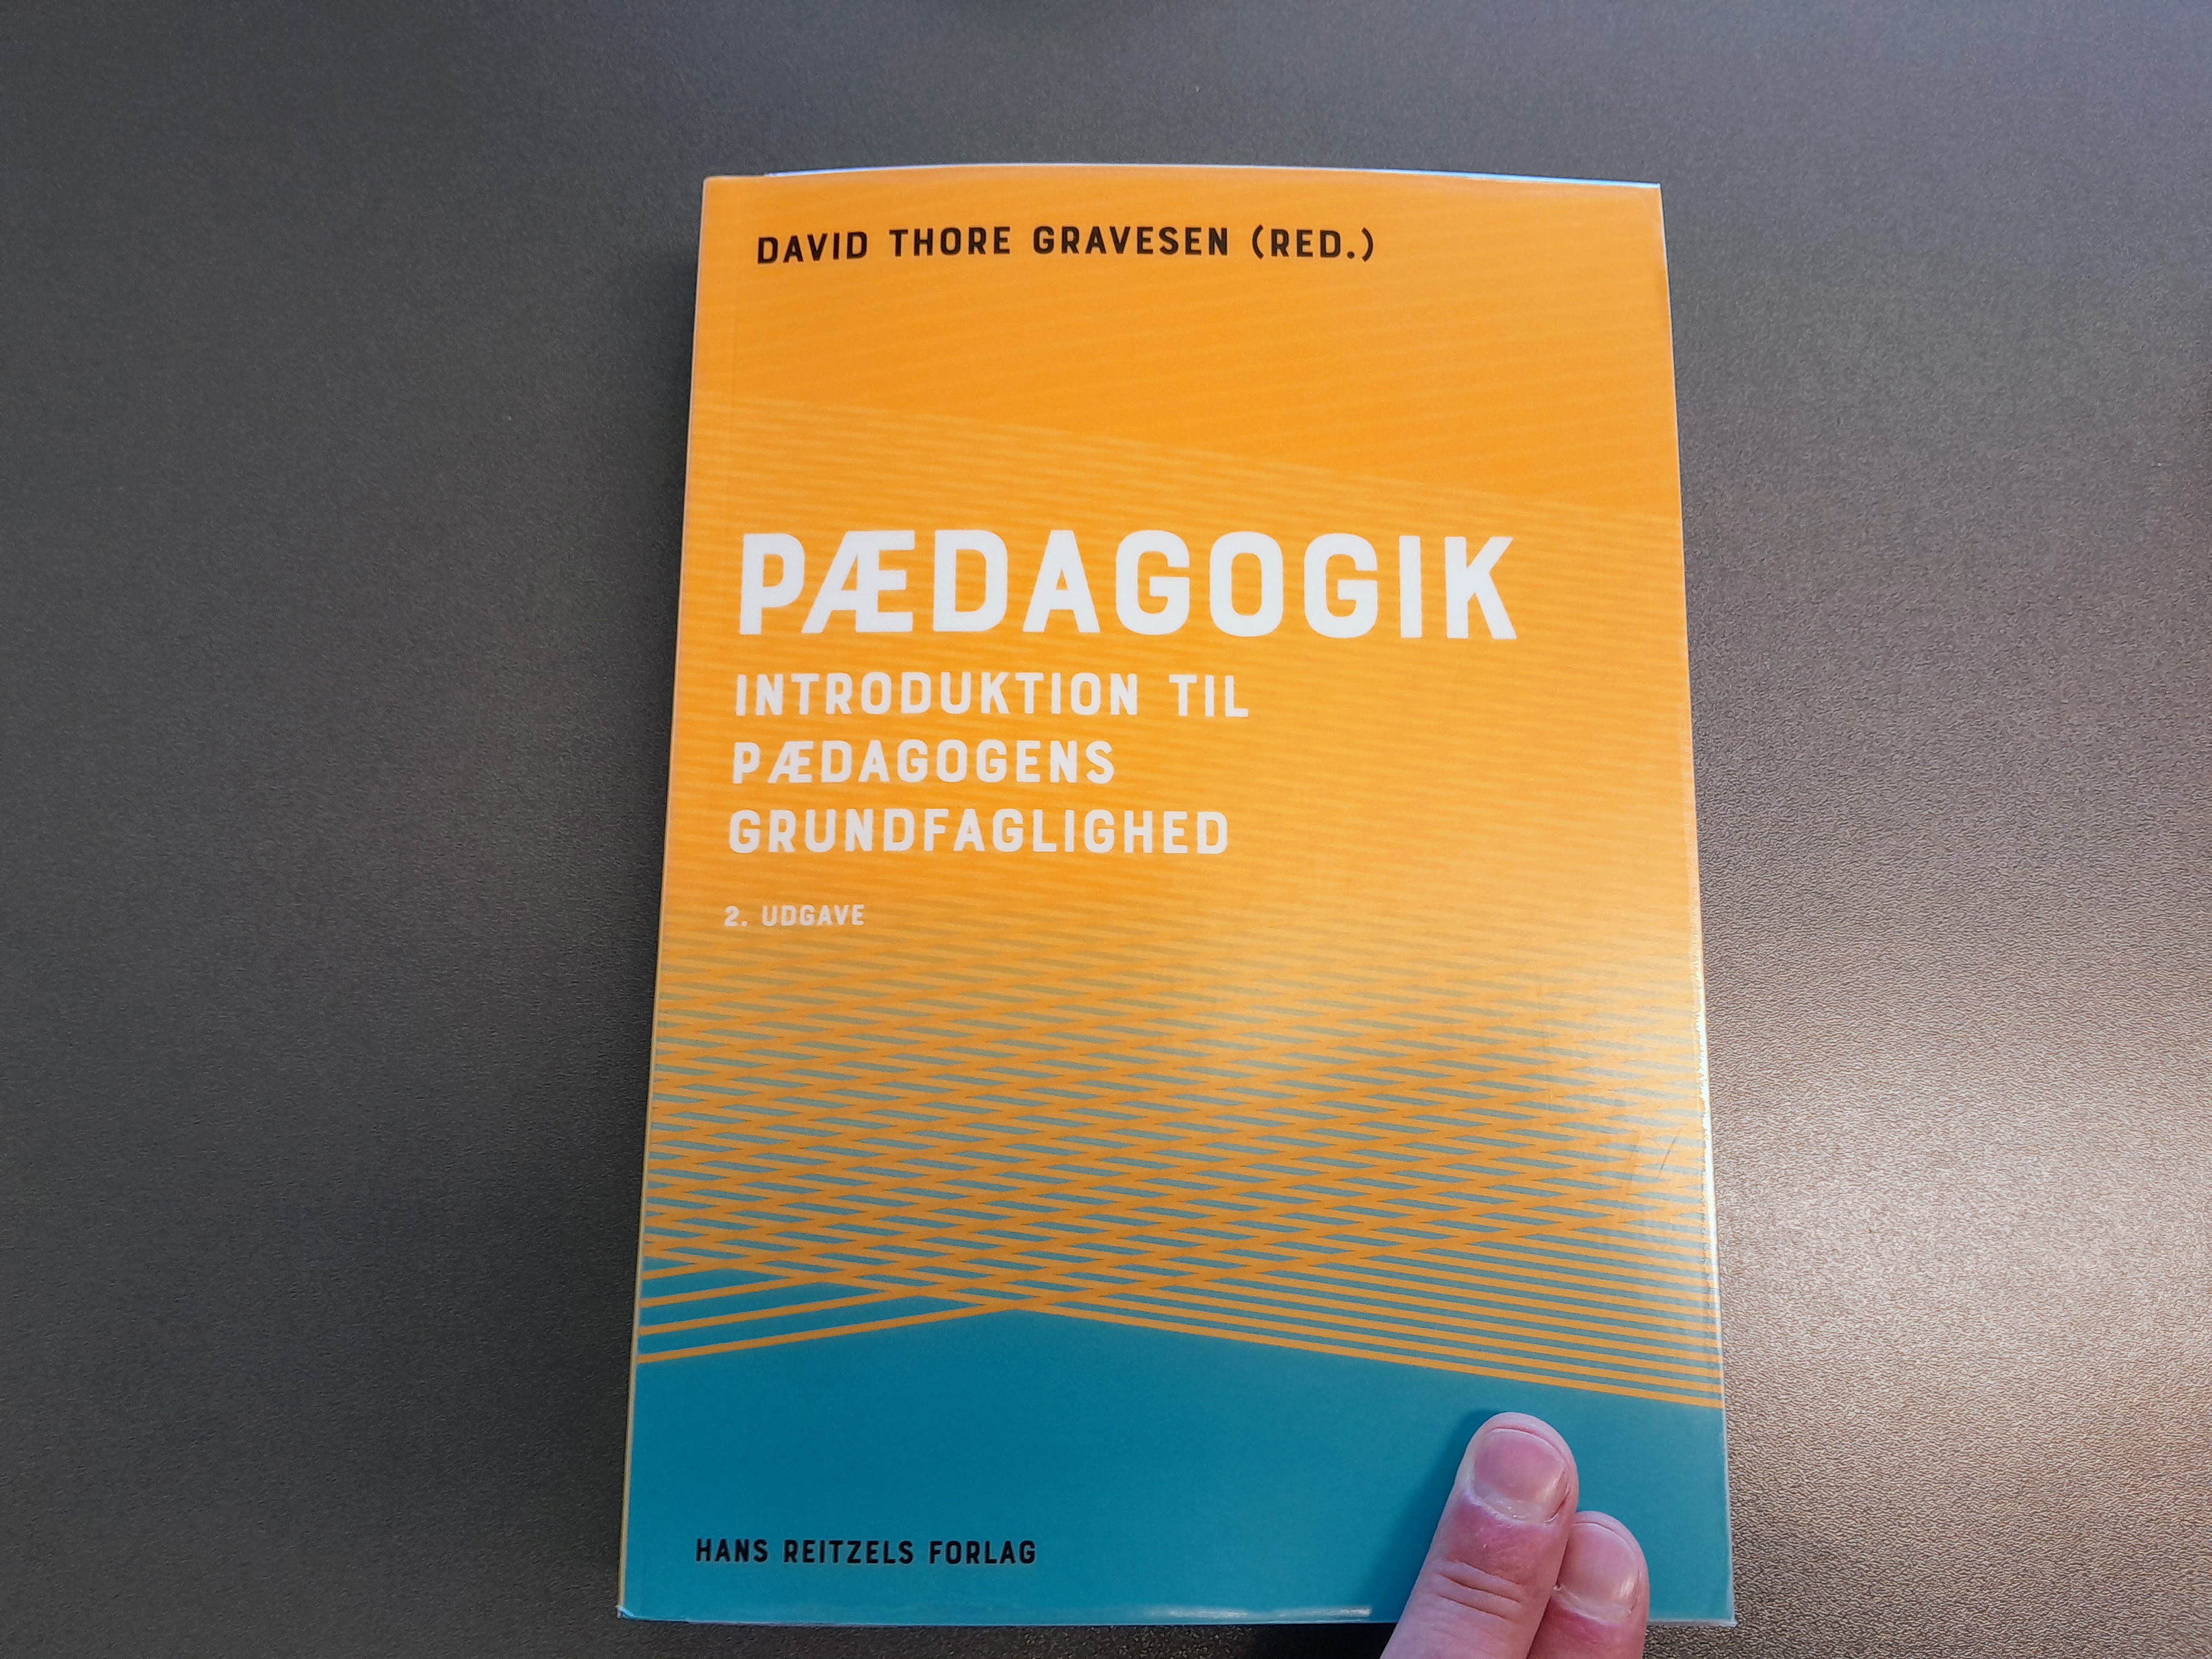 DAVID THORE GRAVESEN (RED.)
PÆDAGOGIK
INTRODUKTION TIL
PÆDAGOGENS
GRUNDFAGLIGHED
2. UDGAVE
HANS REITZELS FORLAG